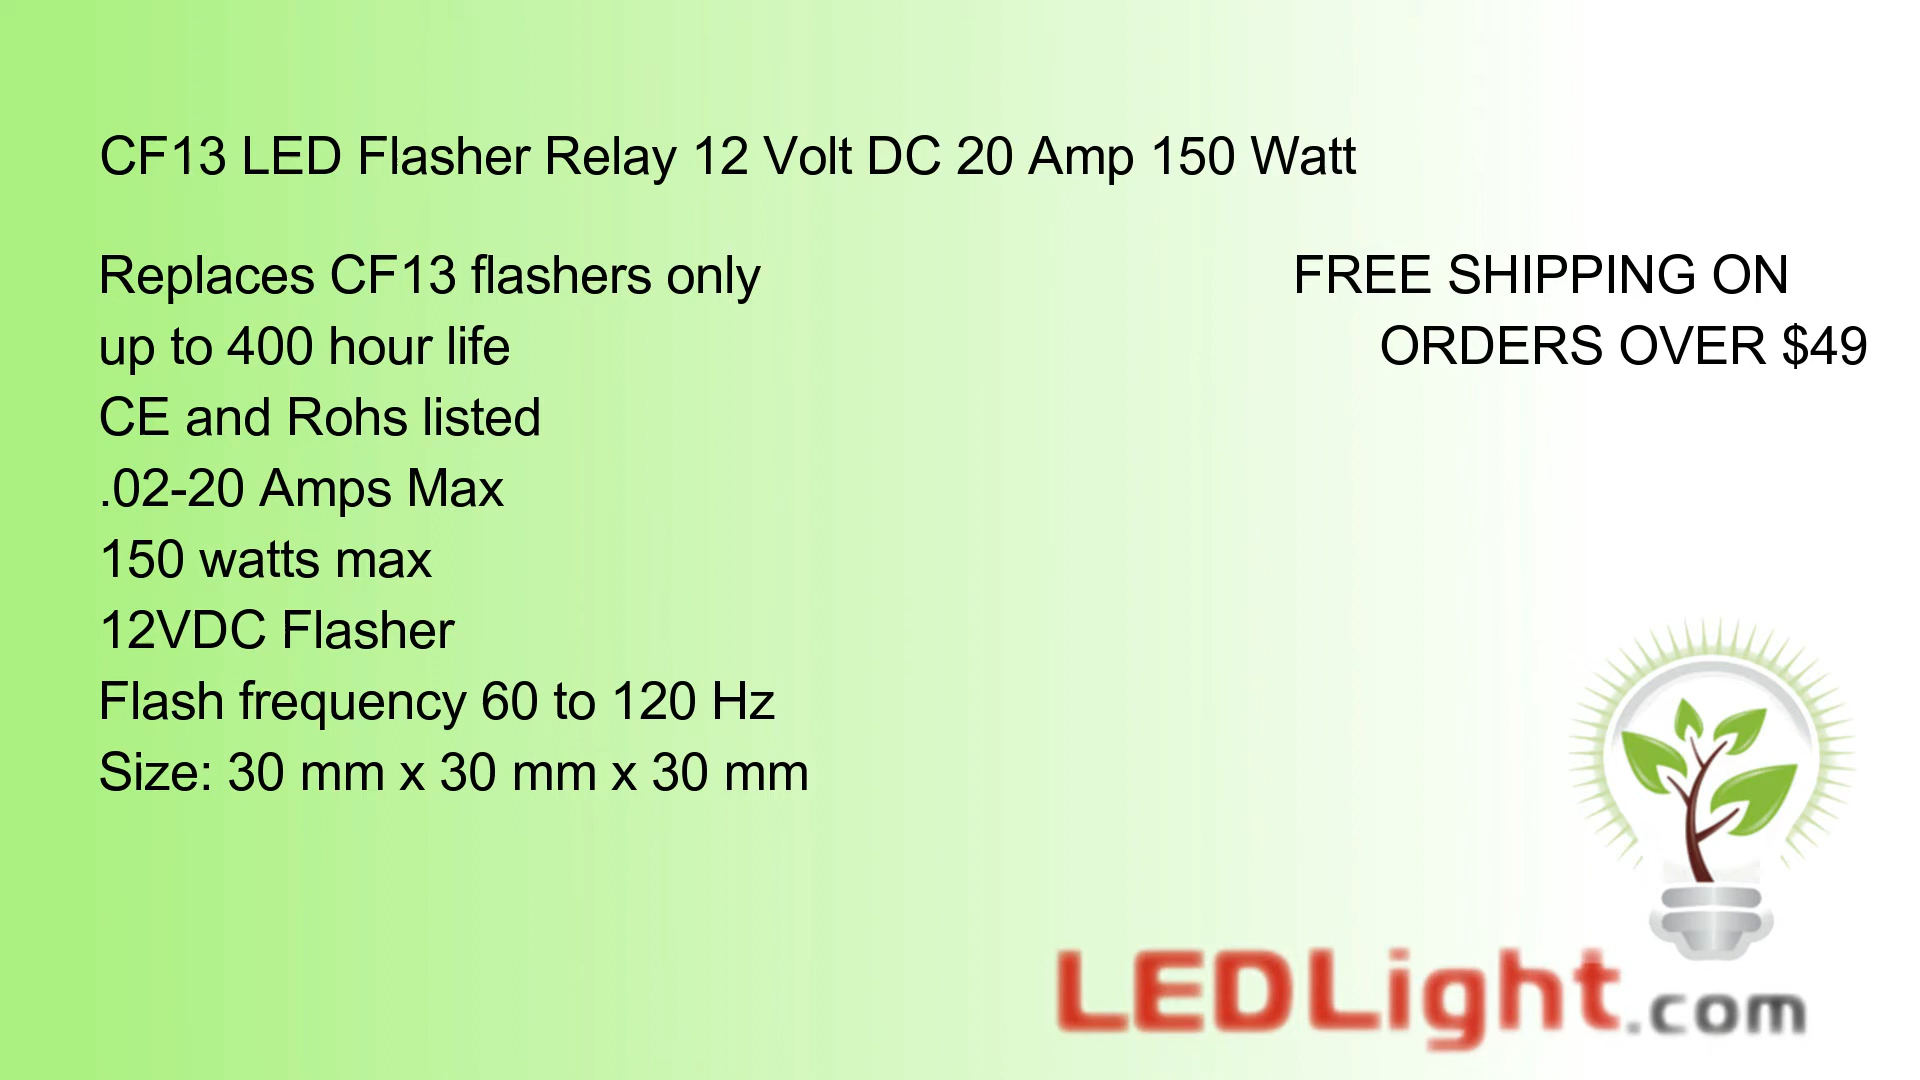 CF13 LED Flasher Relay 12 Volt DC 20 Amp 150 Watt
Replaces CF13 flashers only
up to 400 hour life
CE and Rohs listed
.02-20 Amps Max
150 watts max
12VDC Flasher
Flash frequency 60 to 120 Hz
Size: 30 mm x 30 mm x 30 mm
FREE SHIPPING ON
ORDERS OVER $49
LEDLight.com